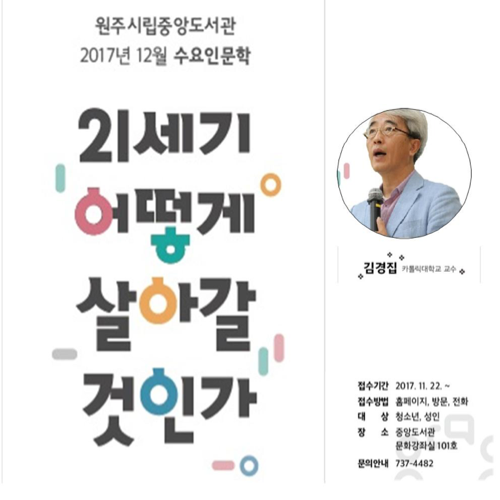 원주시립중앙도서관
2017년 12월 수요인문학
21세기
어떻게
살아갈
것인가
김경집 카톨릭대학교 교수
접수기간 2017. 11. 22. ~
접수방법 홈페이지, 방문, 전화
대 상 청소년, 성인
장 소 중앙도서관
문화강좌실 101호
문의안내 737-4482